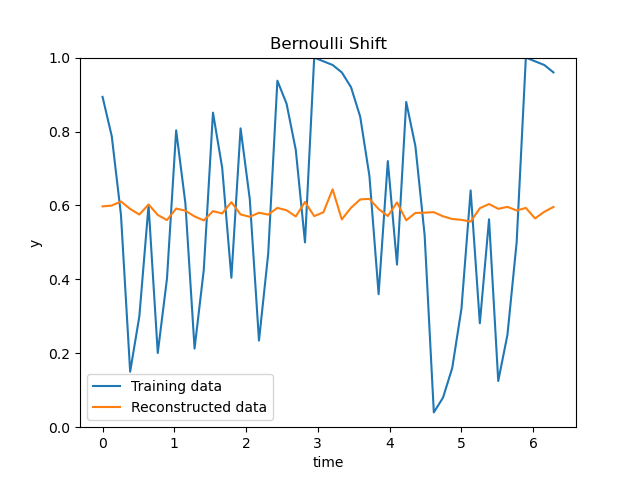 Bernoulli Shift
1.0
0.8
0.6
0.4
0.2
0.0
y
Training data
Reconstructed data
0 1 2 3 4 5 6
time